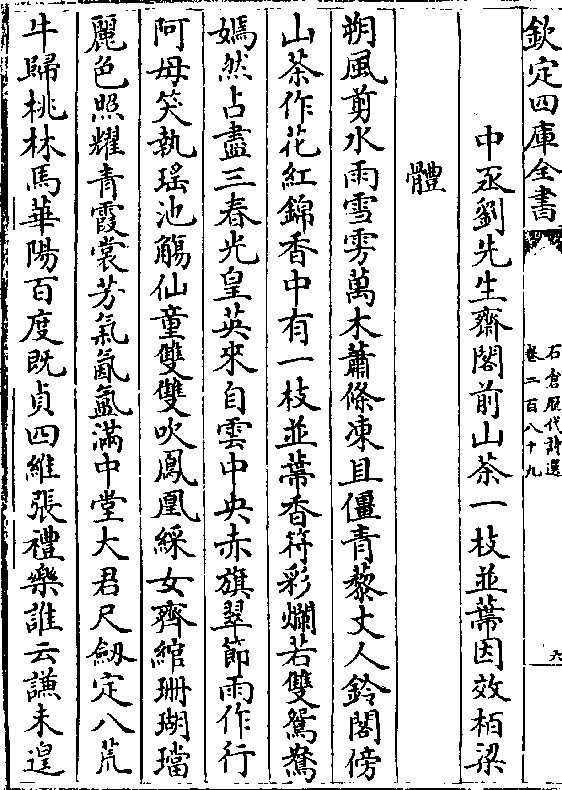 欽定四庫全書
石倉歷代詩選
卷二百八十九
六
中丞劉先生齋閣前山茶一枝並蔕因效栢梁
體
朔風剪水雨雪雱萬木蕭條凍且僵青藜丈人鈴閣傍
山茶作花紅錦香中有一枝並蔕香符彩爛若雙鴛鴦
嫣然占盡三春光皇英來自雲中央赤旗翠節雨作行
阿母笑執瑤池觴仙童雙雙吹鳳凰綵女齊綰珊瑚璫
麗色照耀青霞裳芳氣氤氳滿中堂大君尺劔定八荒
牛歸桃林馬華陽百度既貞四維張禮樂誰云謙未遑